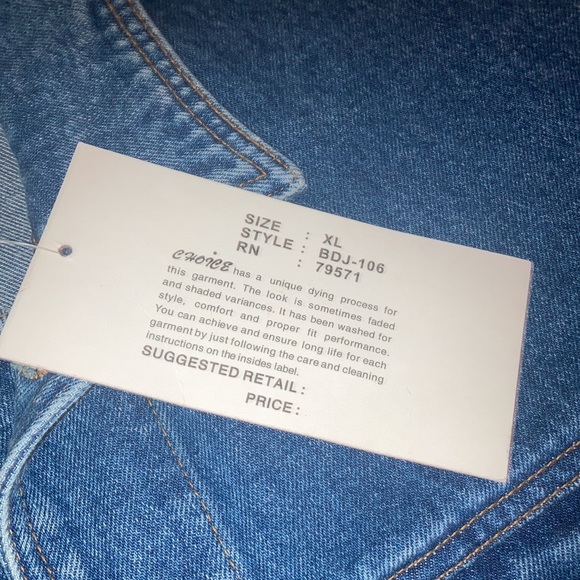 SIZE : XL
STYLE : BDJ-106
RN : 79571
CHOICE has a unique dying process for
this garment. The look is sometimes faded
and shaded variances. It has been washed for
style, comfort and proper fit performance.
You can achieve and ensure long life for each
garment by just following the care and cleaning
instructions on the insides label.
SUGGESTED RETAIL :
PRICE :